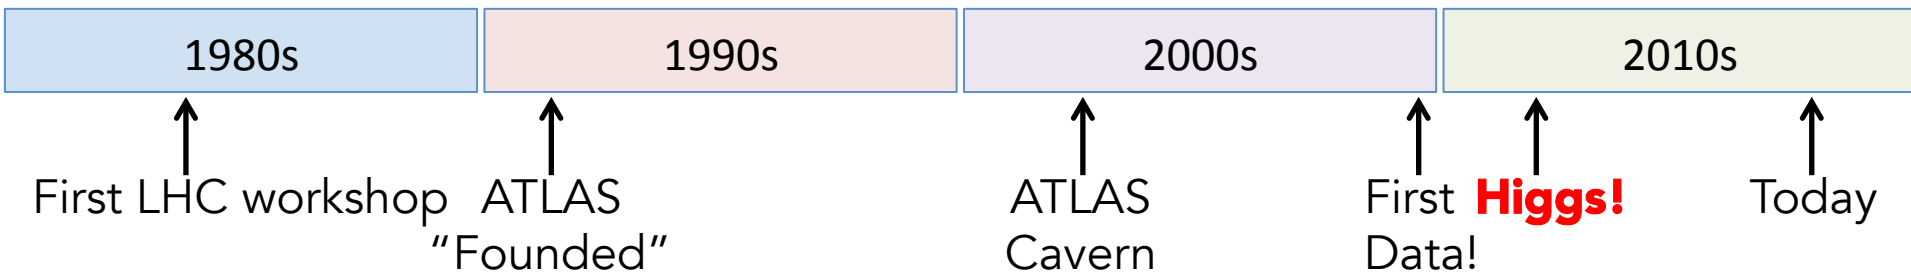 1980s 1990s 2000s 2010s
First LHC workshop ATLAS ATLAS First Higgs! Today
“Founded” Cavern Data!